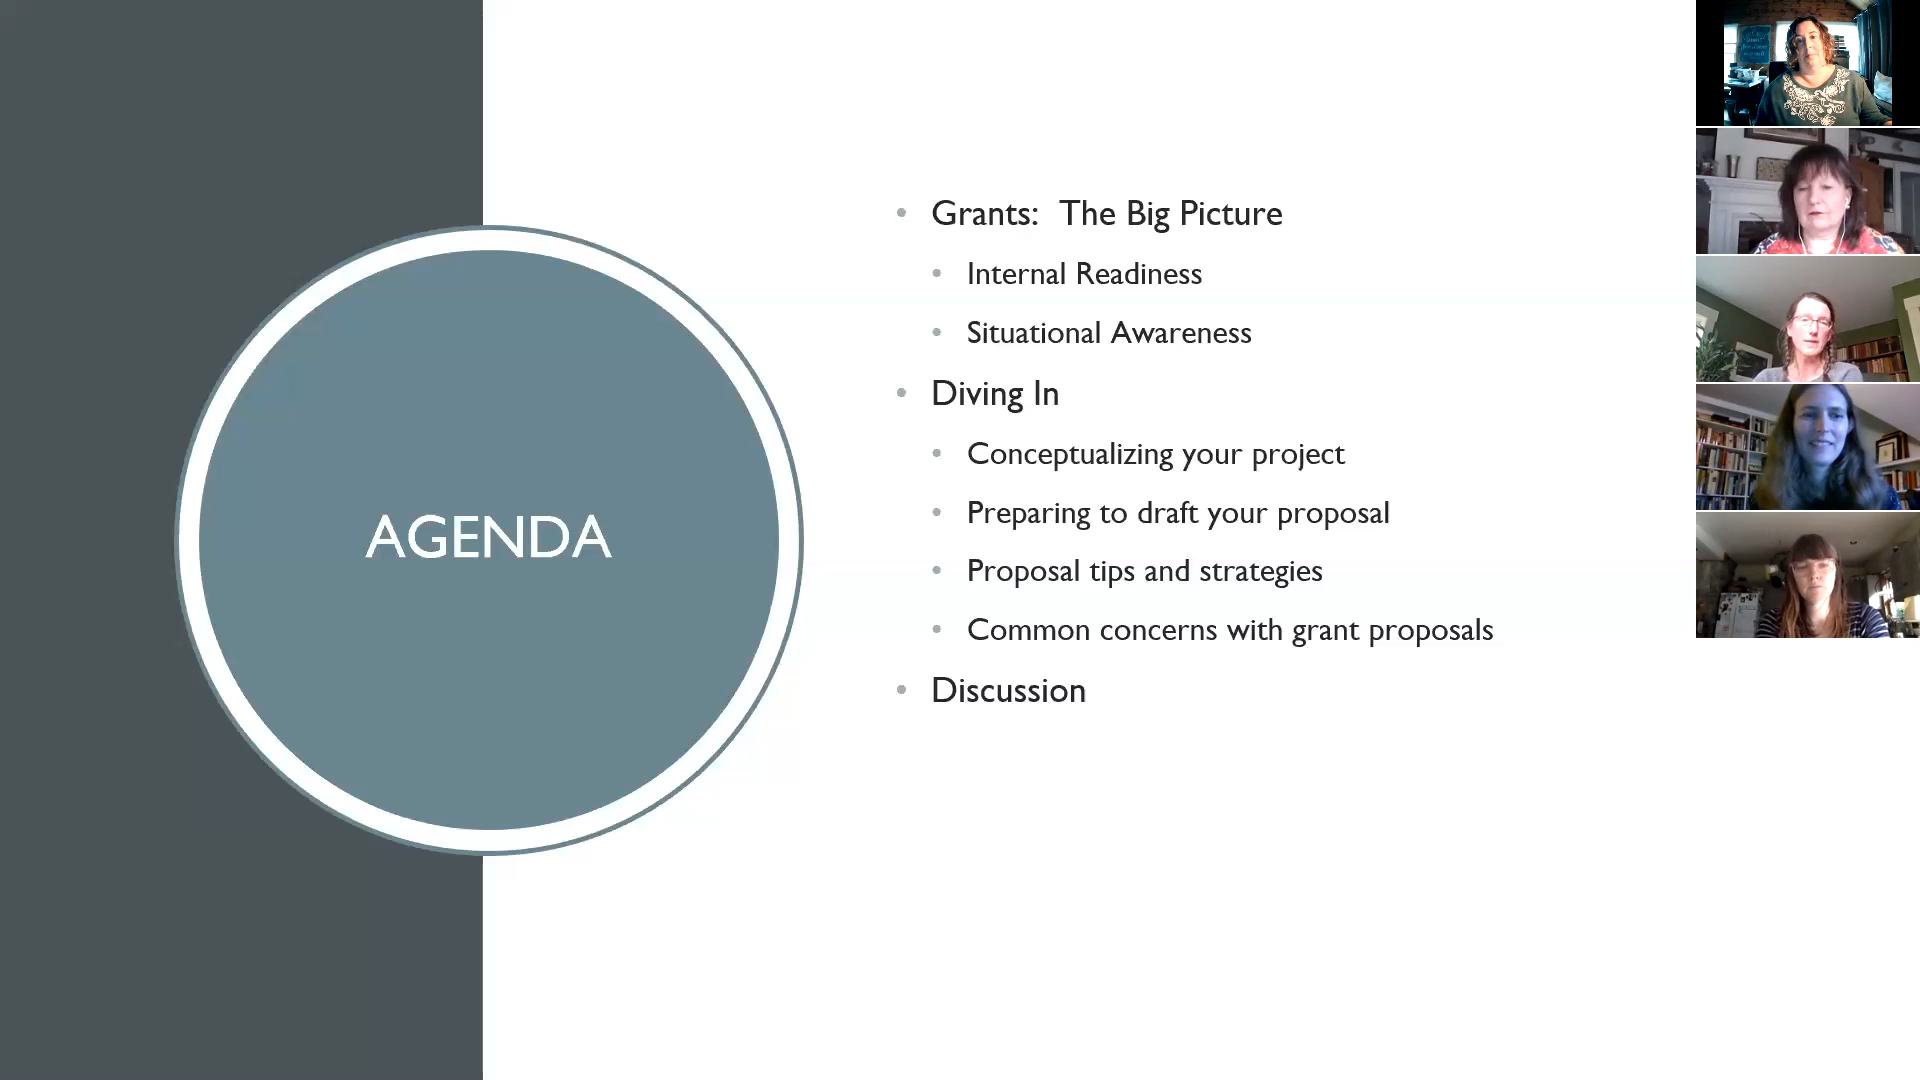 AGENDA
Grants: The Big Picture
Internal Readiness
Situational Awareness
Diving In
Conceptualizing your project
Preparing to draft your proposal
Proposal tips and strategies
Common concerns with grant proposals
Discussion